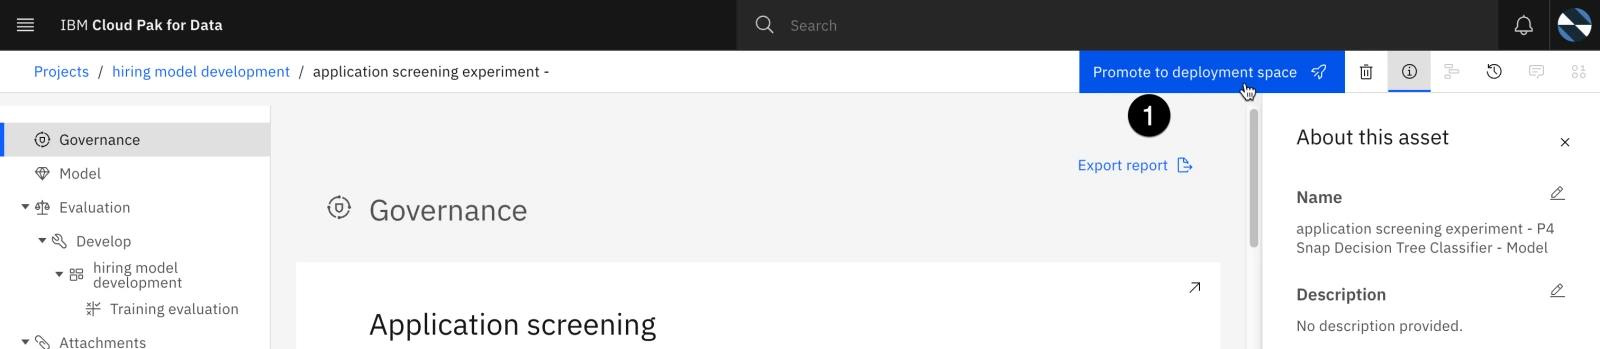 IBM Cloud Pak for Data
Search
Projects / hiring model development / application screening experiment -
Promote to deployment space
1
Governance
Model
Evaluation
Develop
hiring model
development
Training evaluation
Attachments
Export report
Governance
Application screening
About this asset
Name
application screening experiment - P4
Snap Decision Tree Classifier - Model
Description
No description provided.